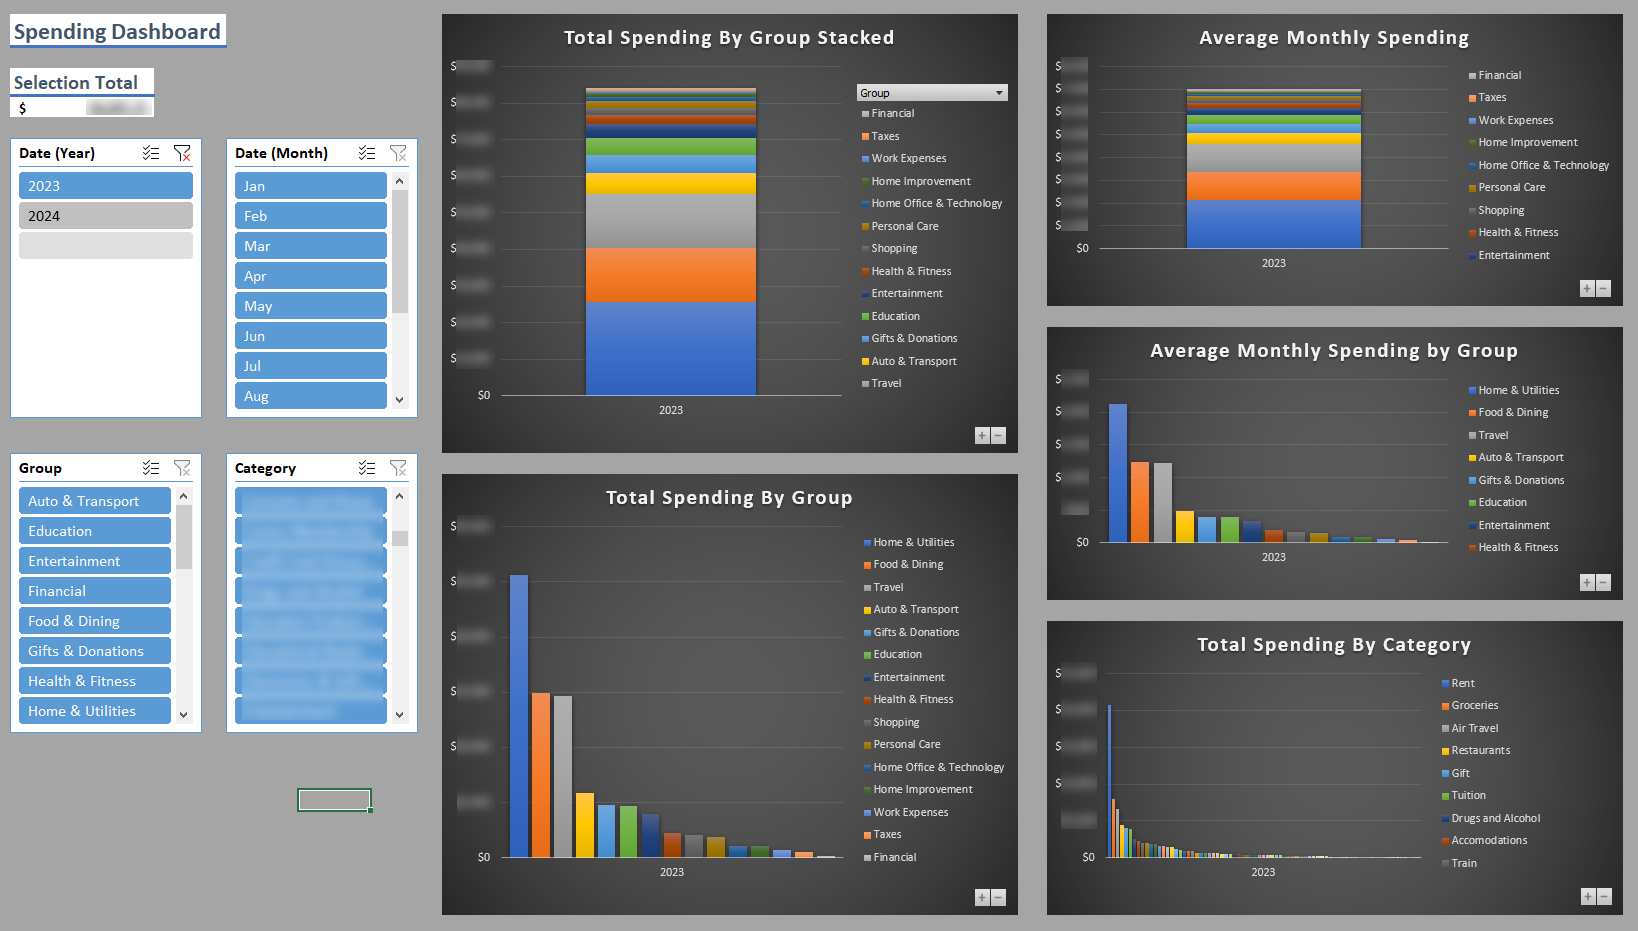 Spending Dashboard
Selection Total
$
Date (Year)
2023
2024
Date (Month)
Jan
Feb
Mar
Apr
May
Jun
Jul
Aug
Group
Auto & Transport
Education
Entertainment
Financial
Food & Dining
Gifts & Donations
Health & Fitness
Home & Utilities
Category
Total Spending By Group Stacked
$
$
$
$
$
$
$
$
$
$0
2023
Group
Financial
Taxes
Work Expenses
Home Improvement
Home Office & Technology
Personal Care
Shopping
Health & Fitness
Entertainment
Education
Gifts & Donations
Auto & Transport
Travel
+ −
Total Spending By Group
$
$
$
$
$
$0
2023
Home & Utilities
Food & Dining
Travel
Auto & Transport
Gifts & Donations
Education
Entertainment
Health & Fitness
Shopping
Personal Care
Home Office & Technology
Home Improvement
Work Expenses
Taxes
Financial
+ −
Average Monthly Spending
$
$
$
$
$
$
$
$
$0
2023
Financial
Taxes
Work Expenses
Home Improvement
Home Office & Technology
Personal Care
Shopping
Health & Fitness
Entertainment
+ −
Average Monthly Spending by Group
$
$
$
$
$0
2023
Home & Utilities
Food & Dining
Travel
Auto & Transport
Gifts & Donations
Education
Entertainment
Health & Fitness
+ −
Total Spending By Category
$
$
$
$
$
$0
2023
Rent
Groceries
Air Travel
Restaurants
Gift
Tuition
Drugs and Alcohol
Accomodations
Train
+ −